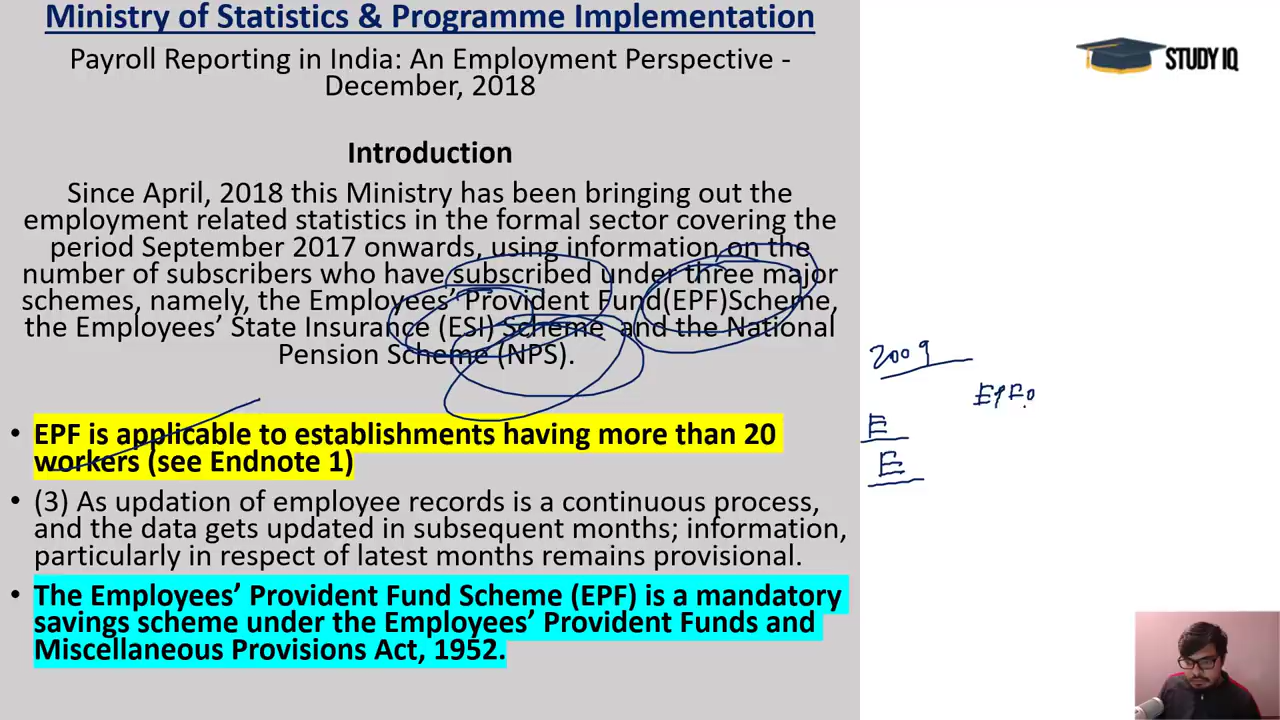 Ministry of Statistics & Programme Implementation
Payroll Reporting in India: An Employment Perspective -
December, 2018
STUDY IQ
Introduction
Since April, 2018 this Ministry has been bringing out the
employment related statistics in the formal sector covering the
period September 2017 onwards, using information on the
number of subscribers who have subscribed under three major
schemes, namely, the Employees’ Provident Fund(EPF)Scheme,
the Employees’ State Insurance (ESI) Scheme and the National
Pension Scheme (NPS).
2009
EPFO
E
E
• EPF is applicable to establishments having more than 20
workers (see Endnote 1)
• (3) As updation of employee records is a continuous process,
and the data gets updated in subsequent months; information,
particularly in respect of latest months remains provisional.
• The Employees’ Provident Fund Scheme (EPF) is a mandatory
savings scheme under the Employees’ Provident Funds and
Miscellaneous Provisions Act, 1952.